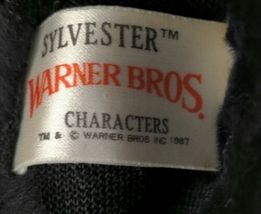 SYLVESTER™
WARNER BROS.
CHARACTERS
TM & © WARNER BROS INC 1987